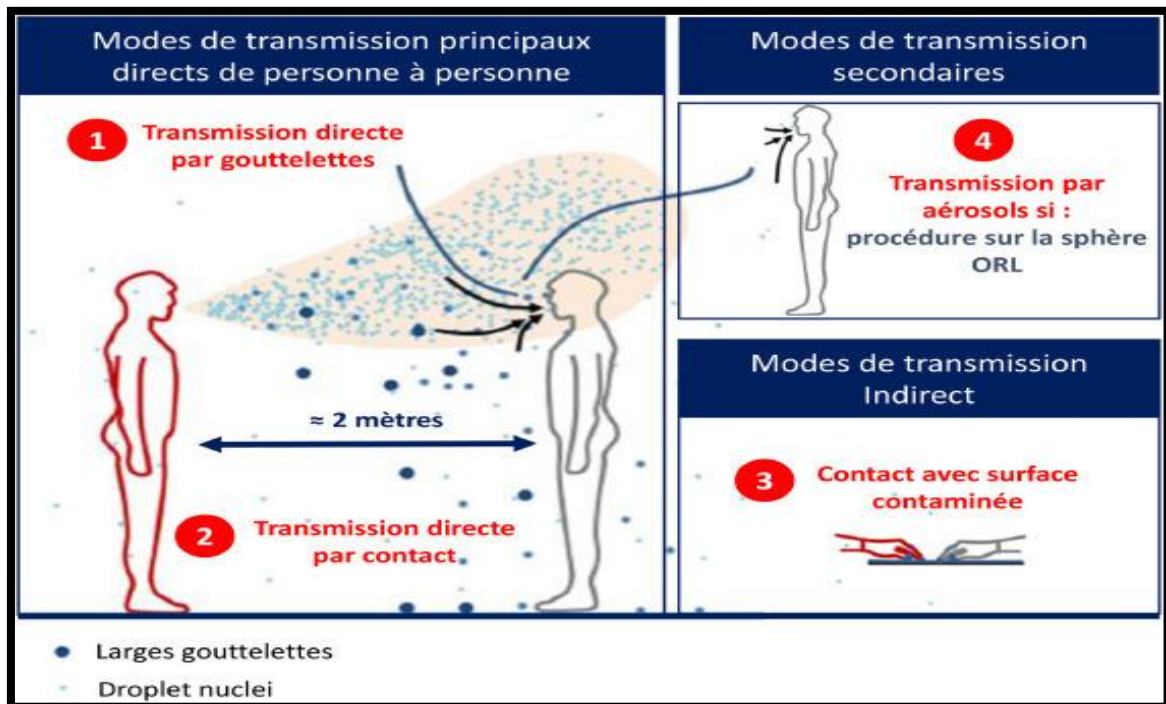 Modes de transmission principaux
directs de personne à personne
1
Transmission directe
par gouttelettes
≈ 2 mètres
2
Transmission directe
par contact
Modes de transmission
secondaires
4
Transmission par
aérosols si :
procédure sur la sphère
ORL
Modes de transmission
Indirect
3
Contact avec surface
contaminée
Larges gouttelettes
Droplet nuclei